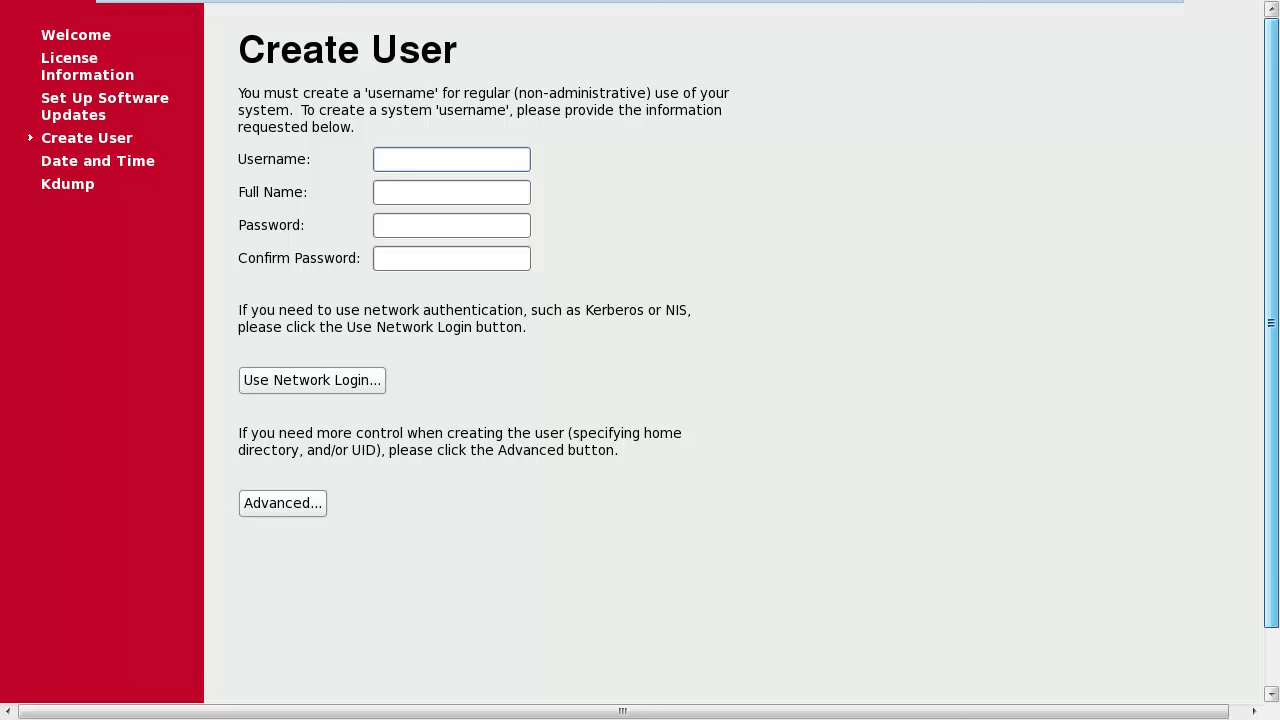 Welcome
License
Information
Set Up Software
Updates
Create User
Date and Time
Kdump
Create User
You must create a 'username' for regular (non-administrative) use of your
system.  To create a system 'username', please provide the information
requested below.
Username:
Full Name:
Password:
Confirm Password:
If you need to use network authentication, such as Kerberos or NIS,
please click the Use Network Login button.
Use Network Login...
If you need more control when creating the user (specifying home
directory, and/or UID), please click the Advanced button.
Advanced...